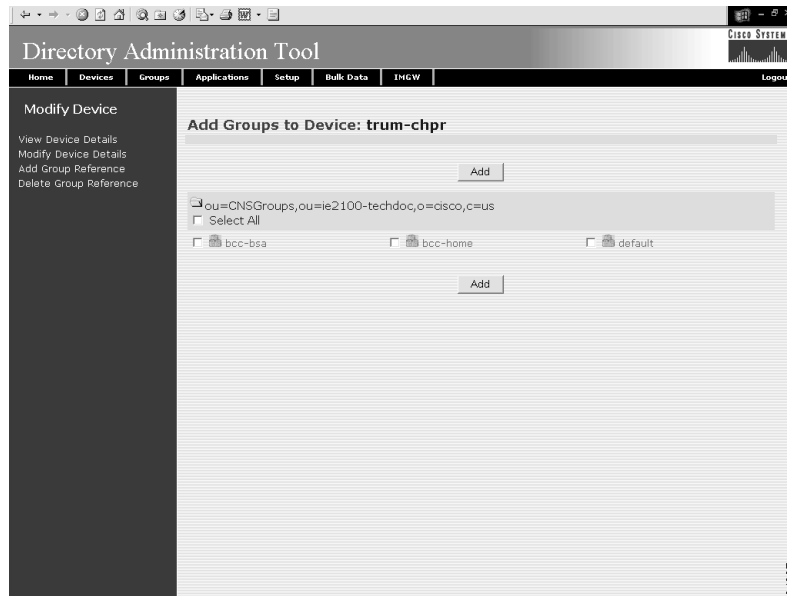 CISCO SYSTEM
Directory Administration Tool
Home Devices Groups Applications Setup Bulk Data IMGW Logou
Modify Device
View Device Details
Modify Device Details
Add Group Reference
Delete Group Reference
Add Groups to Device: trum-chpr
Add
ou=CNSGroups,ou=ie2100-techdoc,o=cisco,c=us
Select All
bcc-bsa bcc-home default
Add